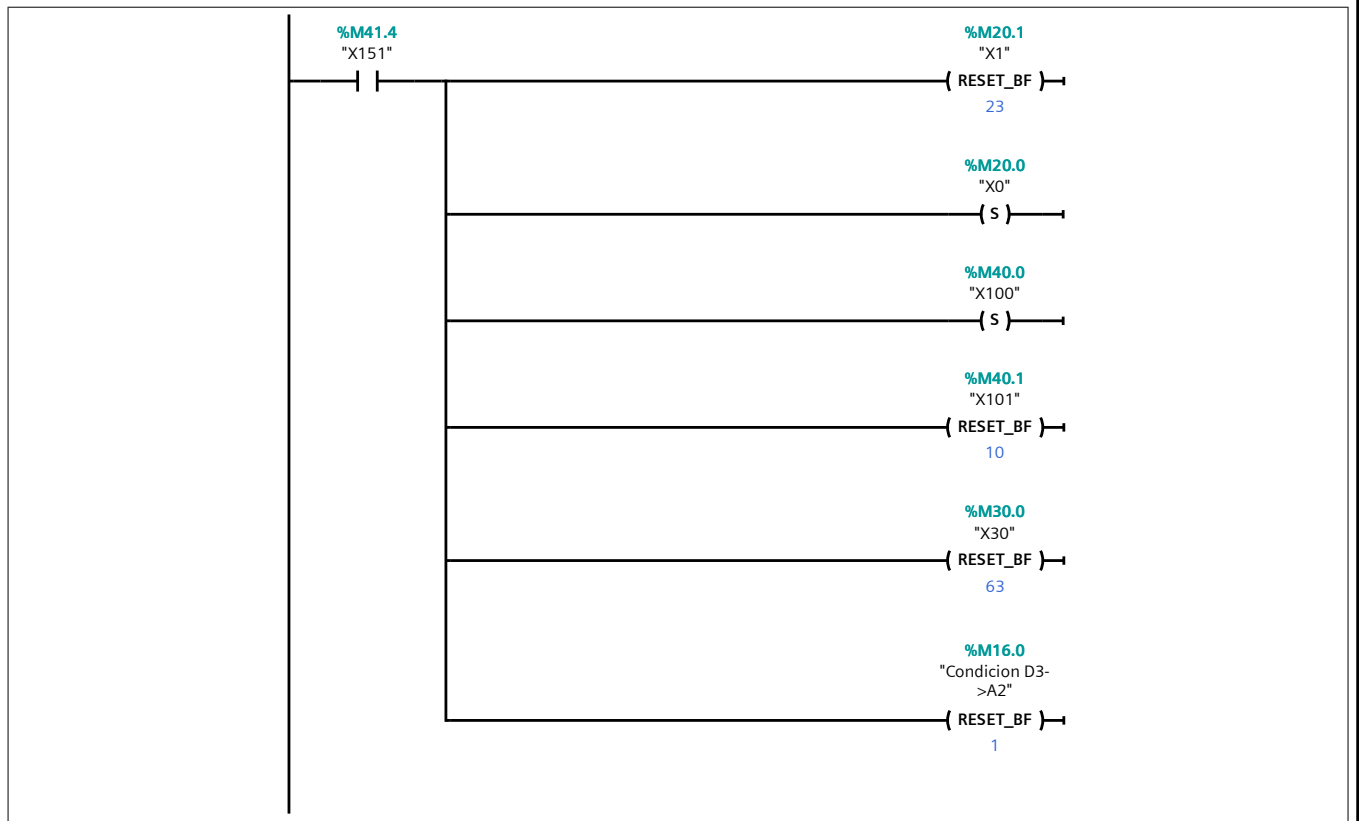 %M41.4
"X151"
%M20.1
"X1"
RESET_BF
23
%M20.0
"X0"
S
%M40.0
"X100"
S
%M40.1
"X101"
RESET_BF
10
%M30.0
"X30"
RESET_BF
63
%M16.0
"Condicion D3-
>A2"
RESET_BF
1